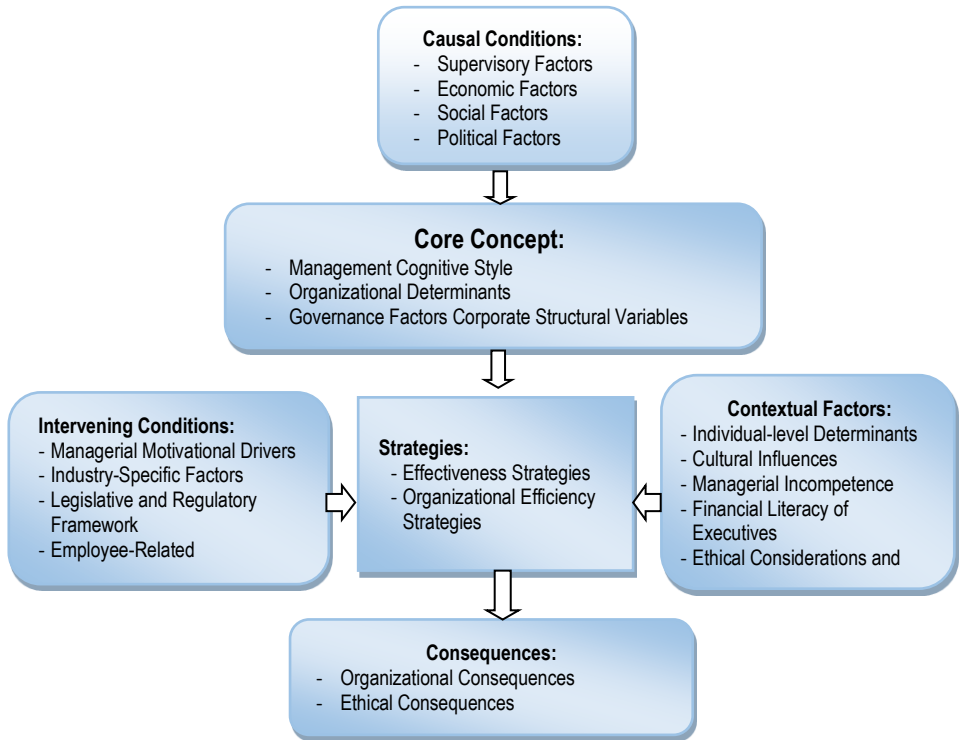 Causal Conditions:
- Supervisory Factors
- Economic Factors
- Social Factors
- Political Factors
Core Concept:
- Management Cognitive Style
- Organizational Determinants
- Governance Factors Corporate Structural Variables
Intervening Conditions:
- Managerial Motivational Drivers
- Industry-Specific Factors
- Legislative and Regulatory
Framework
- Employee-Related
Strategies:
- Effectiveness Strategies
- Organizational Efficiency
Strategies
Contextual Factors:
- Individual-level Determinants
- Cultural Influences
- Managerial Incompetence
- Financial Literacy of
Executives
- Ethical Considerations and
Consequences:
- Organizational Consequences
- Ethical Consequences